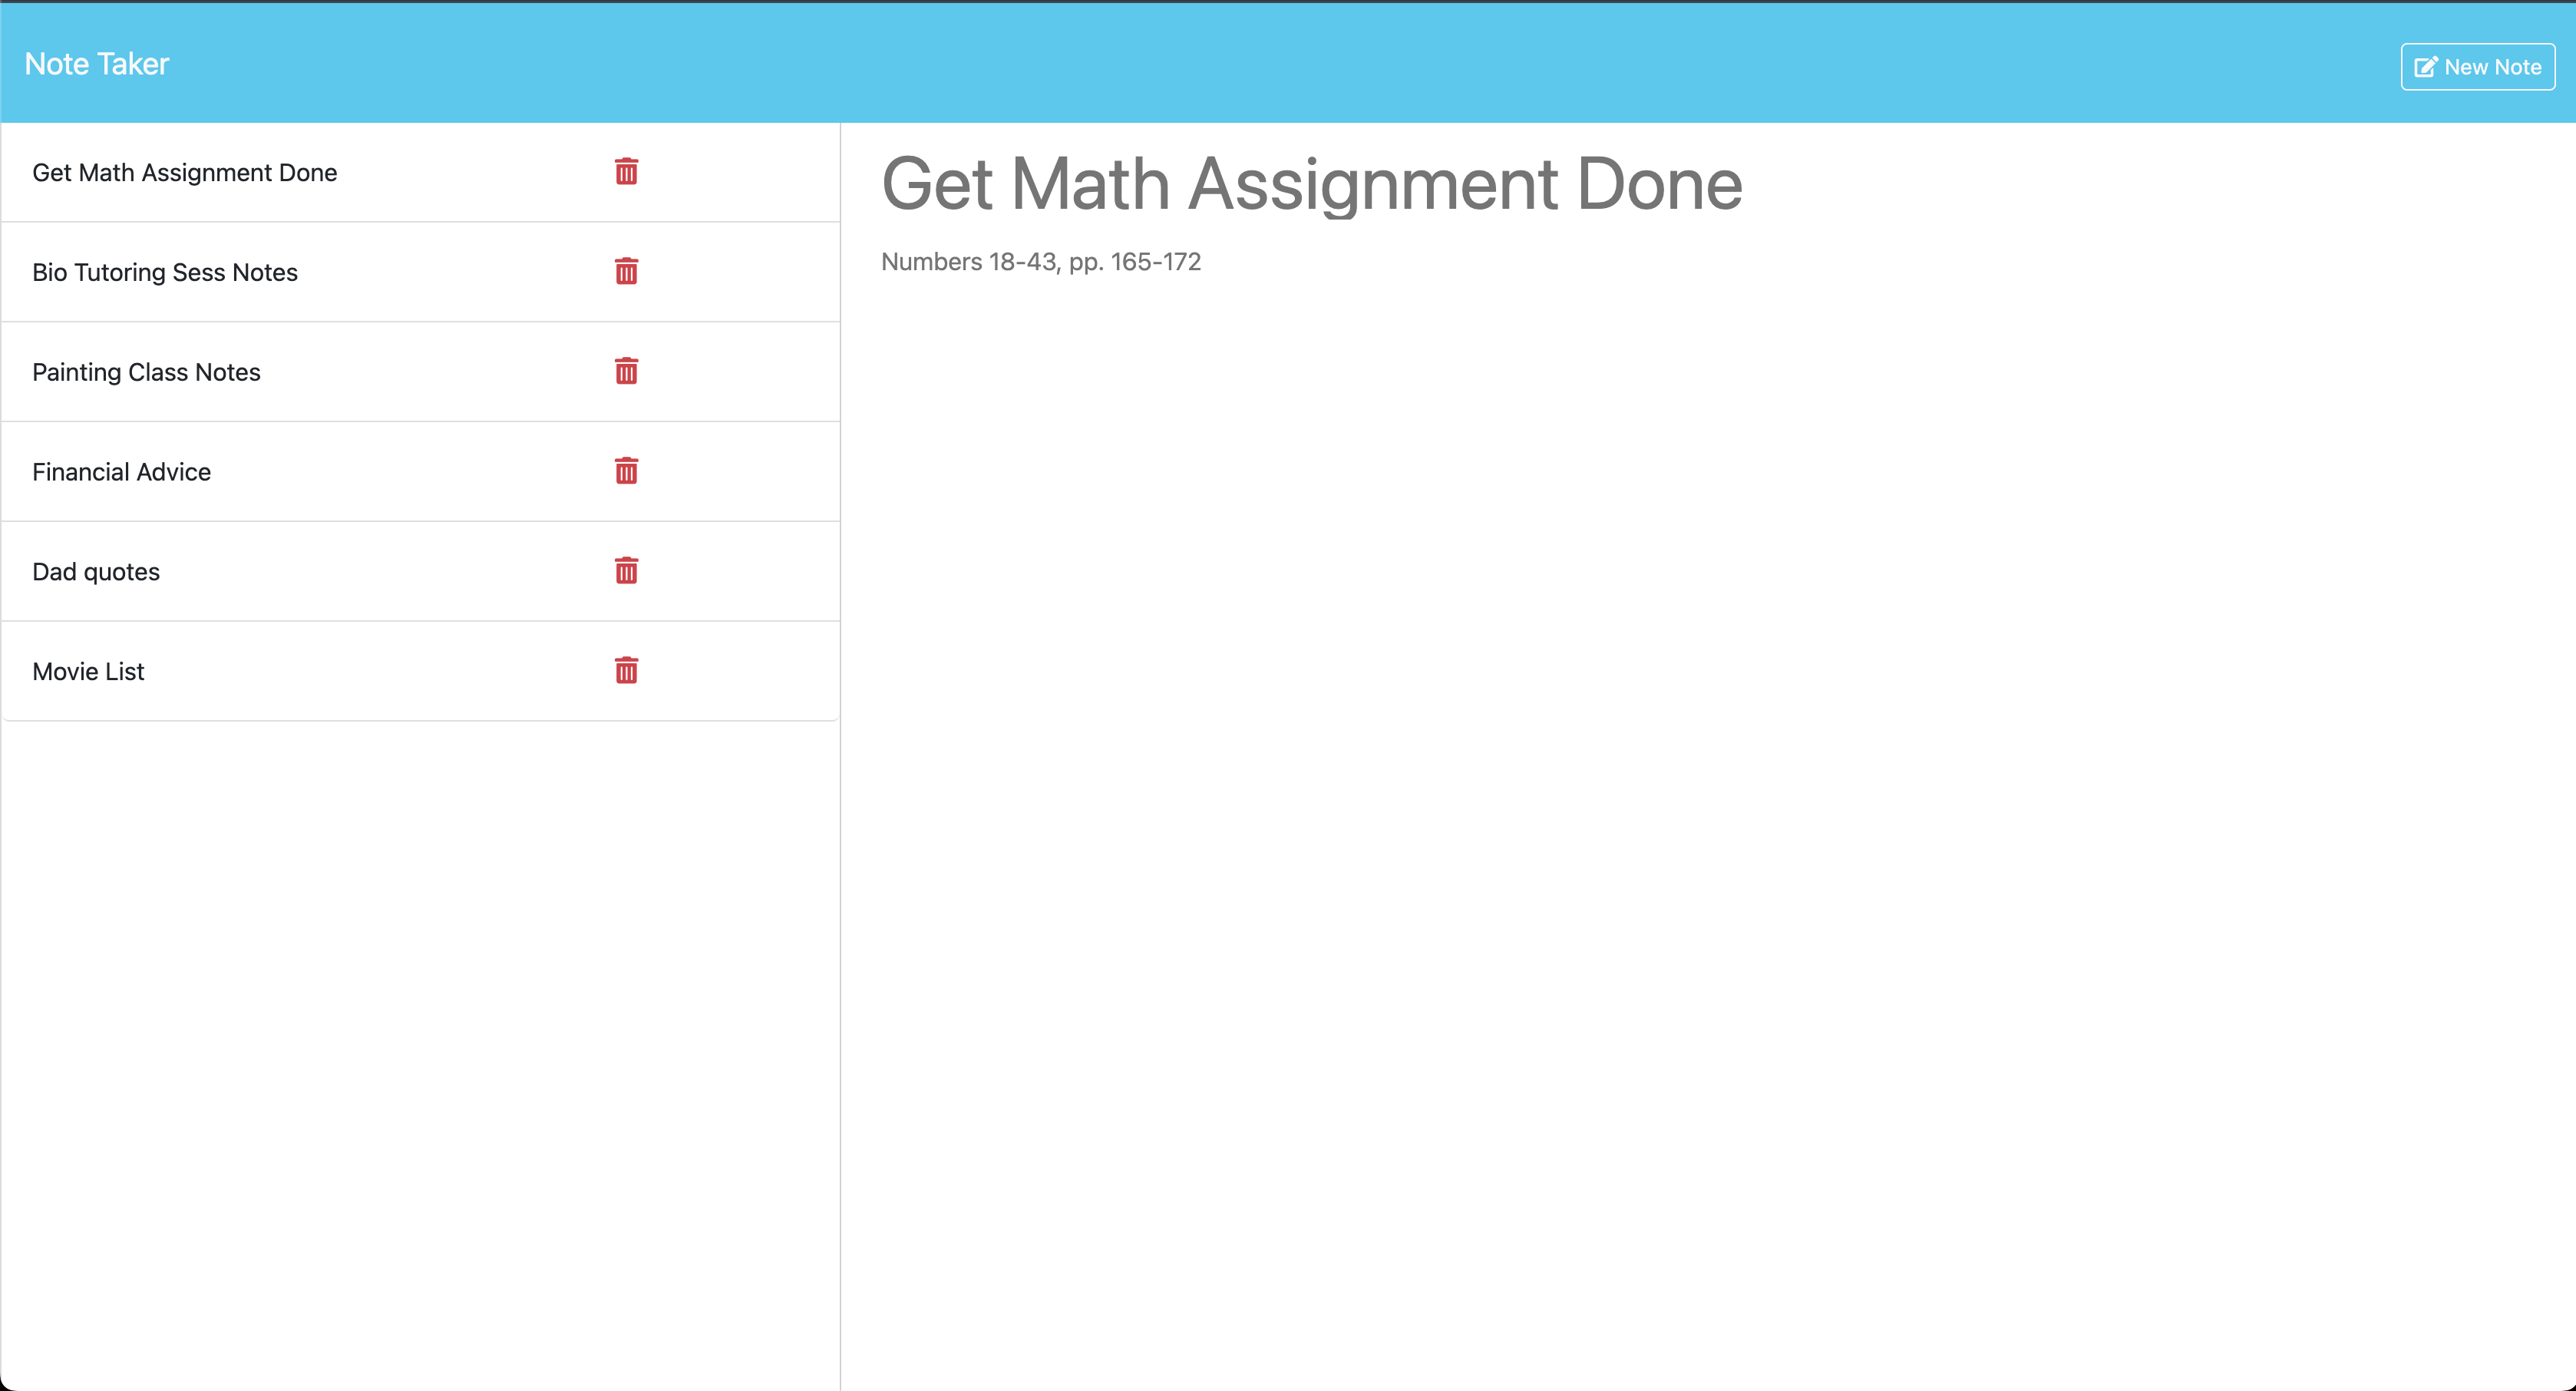 Note Taker
New Note
Get Math Assignment Done
Bio Tutoring Sess Notes
Painting Class Notes
Financial Advice
Dad quotes
Movie List
Get Math Assignment Done
Numbers 18-43, pp. 165-172